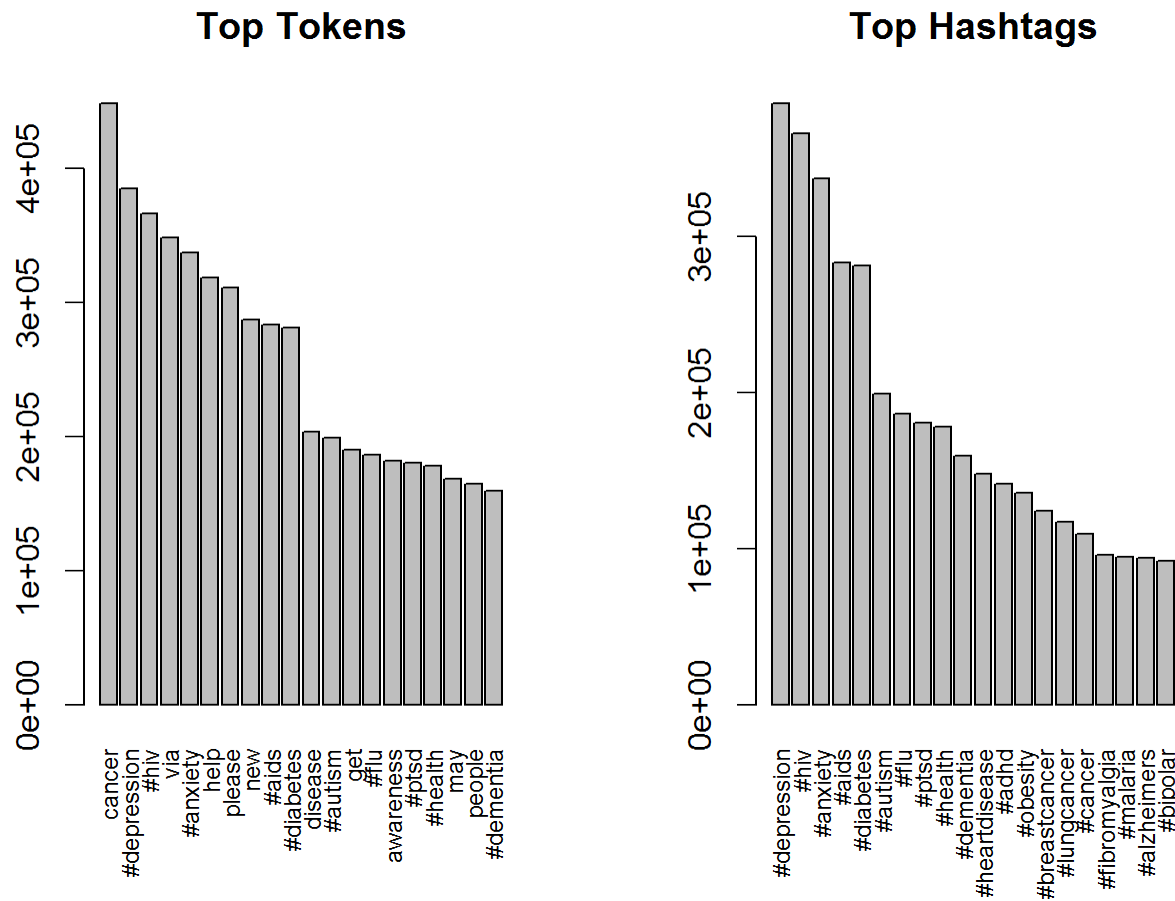 Top Tokens
4e+05
3e+05
2e+05
1e+05
0e+00
cancer
#depression
#hiv
via
#anxiety
help
please
new
#aids
#diabetes
disease
#autism
get
#flu
awareness
#ptsd
#health
may
people
#dementia
Top Hashtags
3e+05
2e+05
1e+05
0e+00
#depression
#hiv
#anxiety
#aids
#diabetes
#autism
#flu
#ptsd
#health
#dementia
#heartdisease
#adhd
#obesity
#breastcancer
#lungcancer
#cancer
#fibromyalgia
#malaria
#alzheimers
#bipolar